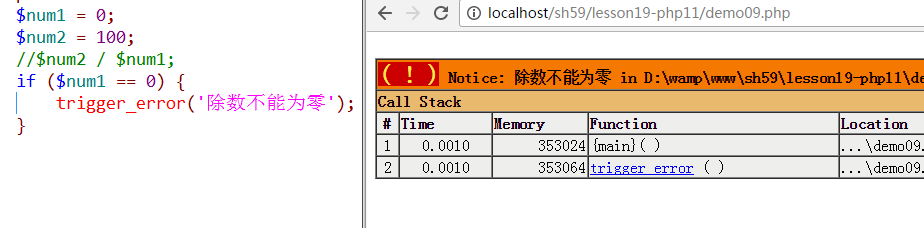 $num1 = 0;
$num2 = 100;
//$num2 / $num1;
if ($num1 == 0) {
trigger_error('除数不能为零');
}
localhost/sh59/lesson19-php11/demo09.php
( ! ) Notice: 除数不能为零 in D:\wamp\www\sh59\lesson19-php11\de
Call Stack
# Time Memory Function Location
1 0.0010 353024 {main}( ) ...\demo09.
2 0.0010 353064 trigger_error ( ) ...\demo09.